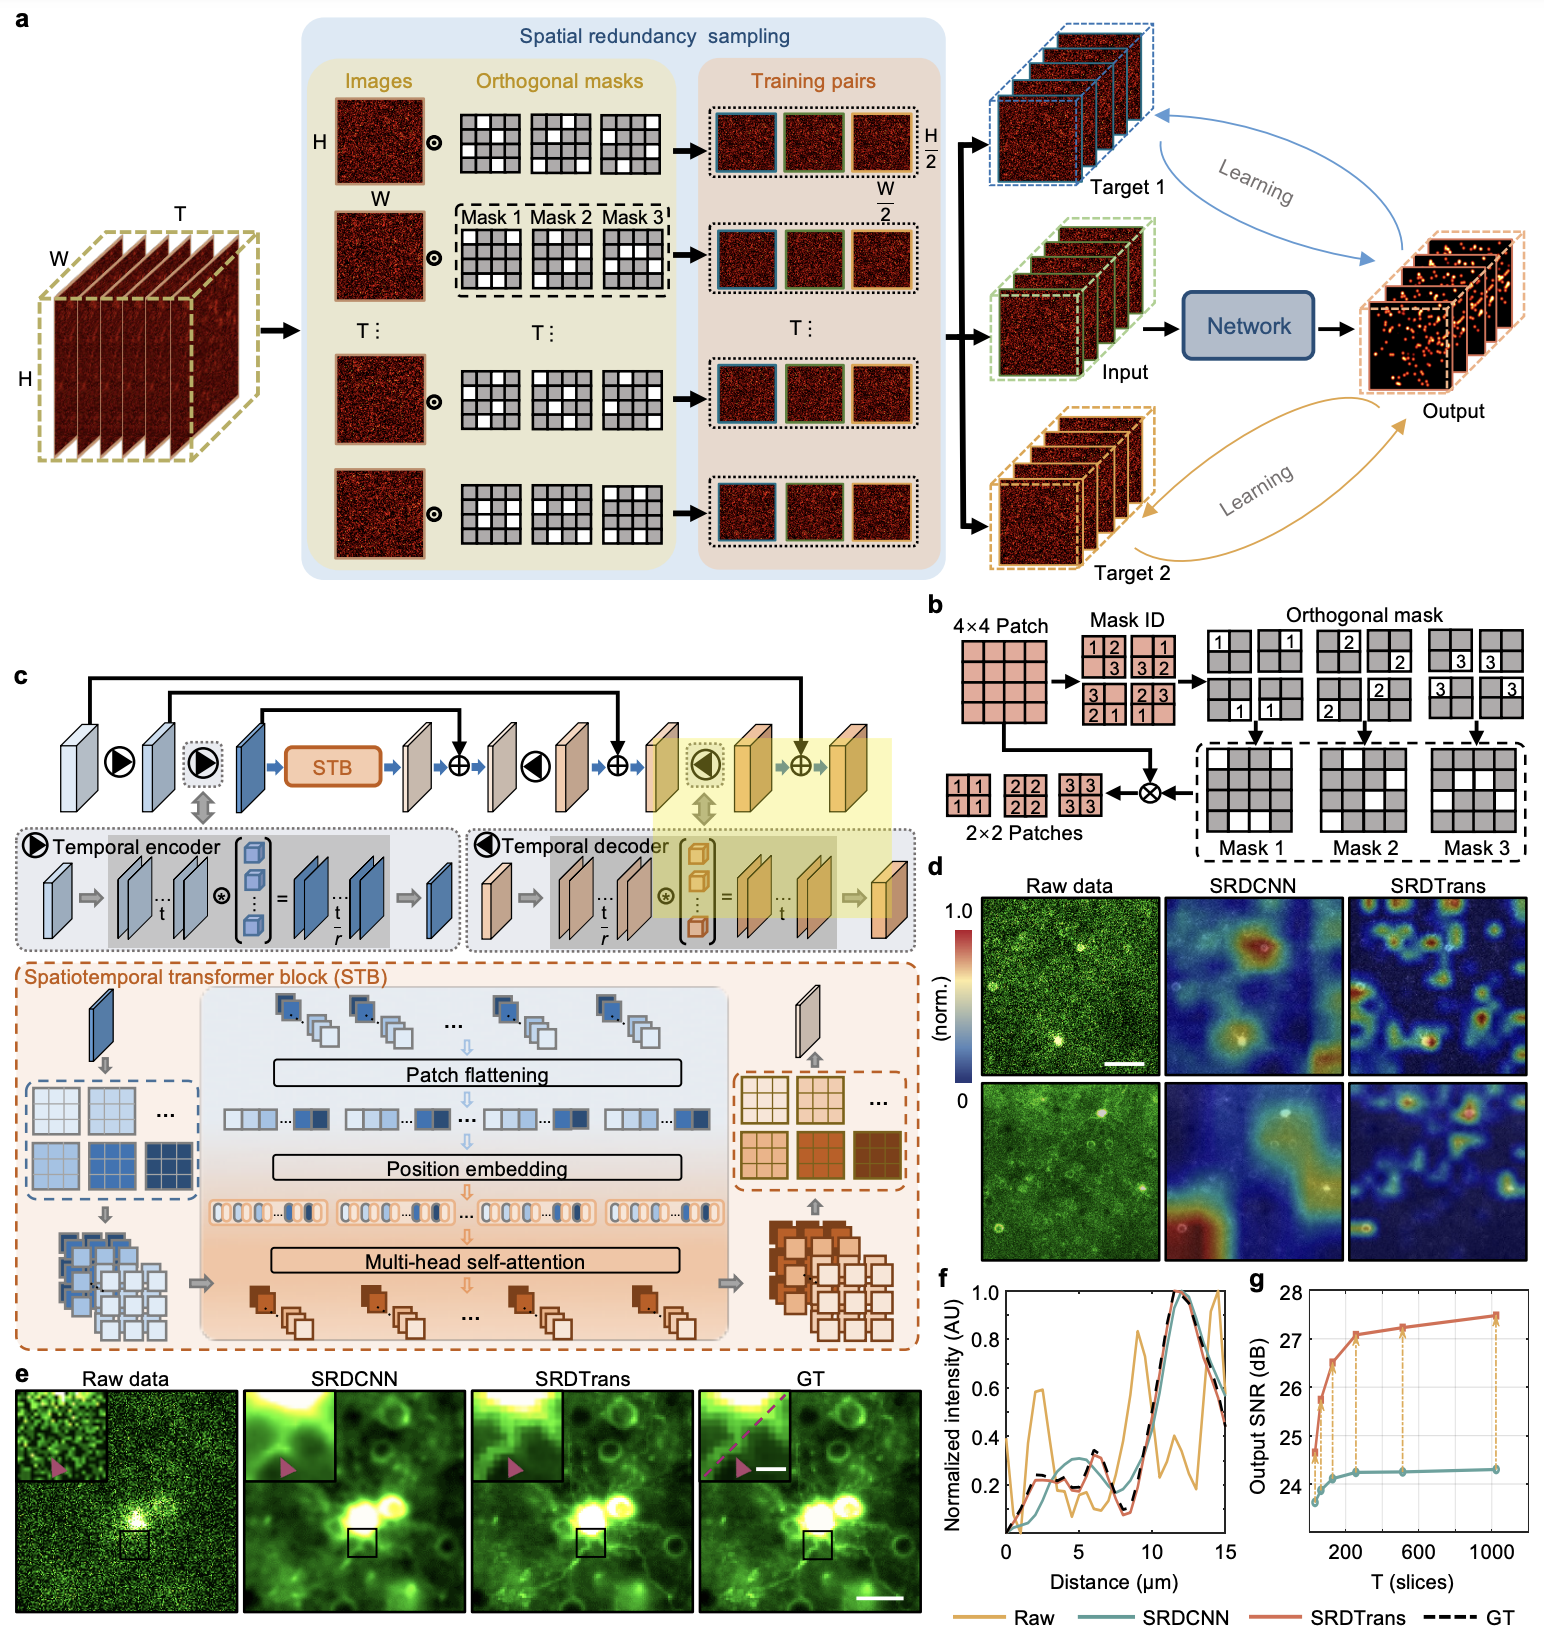 a
Spatial redundancy sampling
Images
Orthogonal masks
Training pairs
H
W
H/2
W/2
Mask 1
Mask 2
Mask 3
T
W
H
T⋮
T⋮
T⋮
Target 1
Learning
Input
Network
Output
Learning
Target 2
b
4×4 Patch
Mask ID
Orthogonal mask
1 2
3
1
3 2
3
2 1
2 3
1
1
1
1
1
2
2
2
2
3
3
3
3
1 1
1 1
2 2
2 2
3 3
3 3
2×2 Patches
Mask 1
Mask 2
Mask 3
c
STB
Temporal encoder
...
t
=
...
t/r
Temporal decoder
...
t/r
=
...
t
Spatiotemporal transformer block (STB)
...
Patch flattening
...
Position embedding
...
Multi-head self-attention
...
d
Raw data
SRDCNN
SRDTrans
1.0
(norm.)
0
e
Raw data
SRDCNN
SRDTrans
GT
f
Normalized intensity (AU)
1.0
0.8
0.6
0.4
0.2
0
5
10
15
Distance (µm)
g
Output SNR (dB)
28
27
26
25
24
200
600
1000
T (slices)
Raw
SRDCNN
SRDTrans
GT